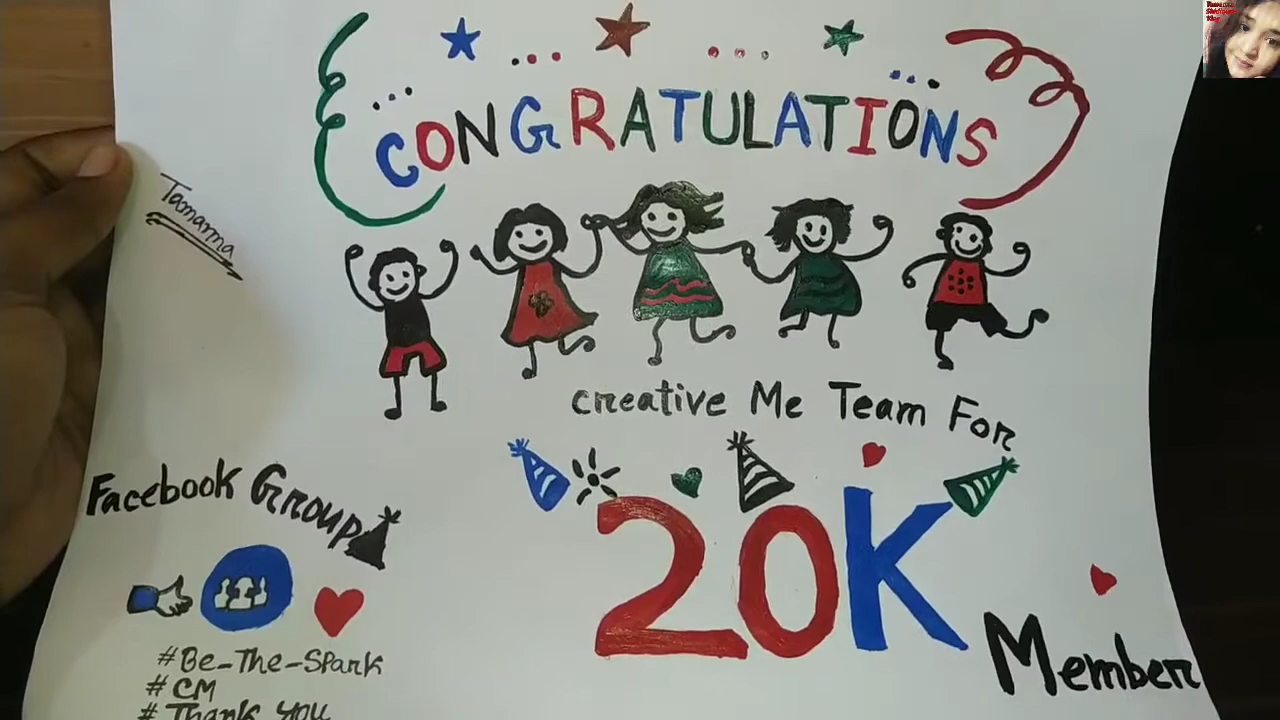 CONGRATULATIONS
Tamanna
creative Me Team For
20K
Member
Facebook Group
#Be-The-Spark
#CM
#Thank You